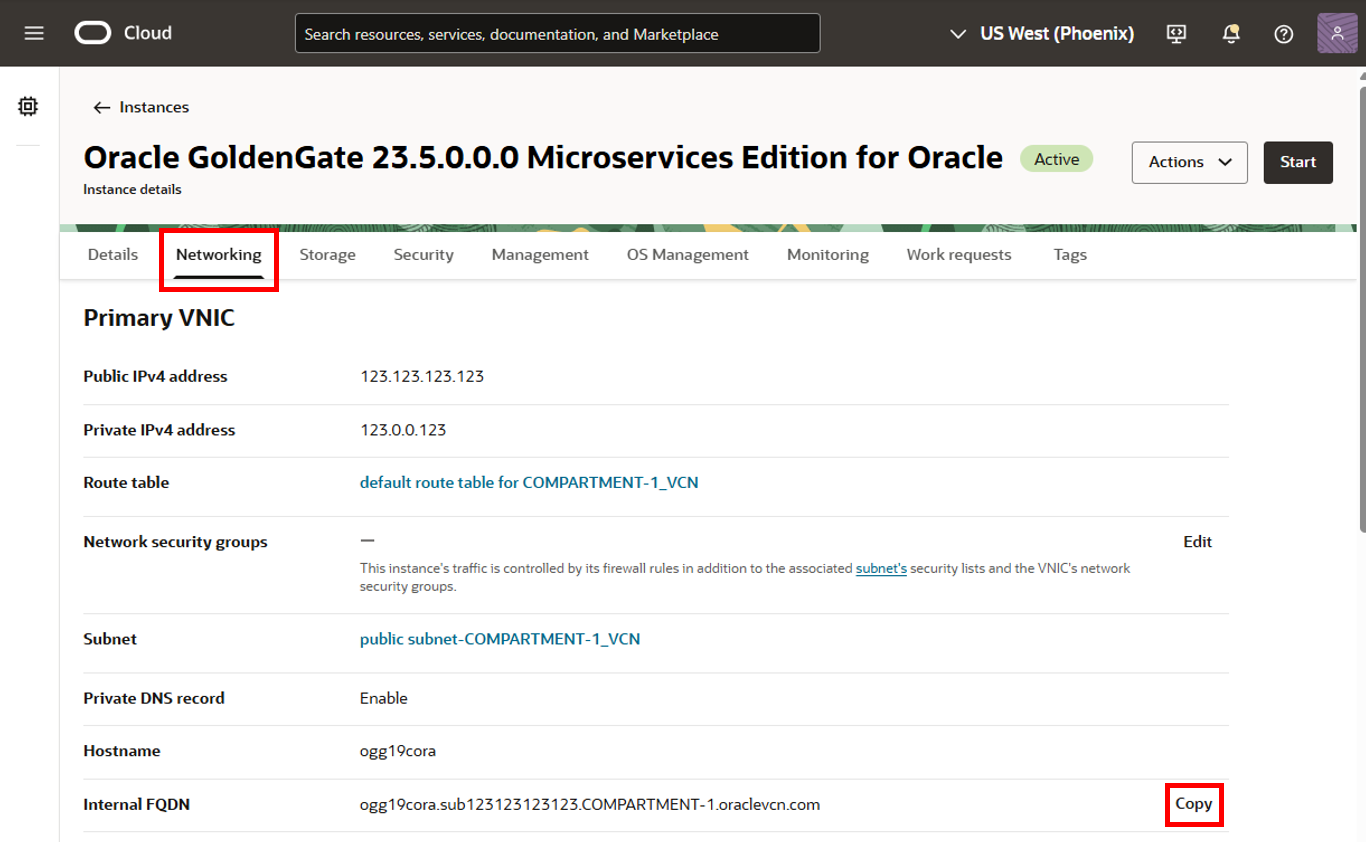 Cloud
Search resources, services, documentation, and Marketplace
US West (Phoenix)
Instances
Oracle GoldenGate 23.5.0.0.0 Microservices Edition for Oracle
Active
Actions
Start
Instance details
Details
Networking
Storage
Security
Management
OS Management
Monitoring
Work requests
Tags
Primary VNIC
Public IPv4 address
123.123.123.123
Private IPv4 address
123.0.0.123
Route table
default route table for COMPARTMENT-1_VCN
Network security groups
—
Edit
This instance's traffic is controlled by its firewall rules in addition to the associated subnet's security lists and the VNIC's network
security groups.
Subnet
public subnet-COMPARTMENT-1_VCN
Private DNS record
Enable
Hostname
ogg19cora
Internal FQDN
ogg19cora.sub123123123123.COMPARTMENT-1.oraclevcn.com
Copy